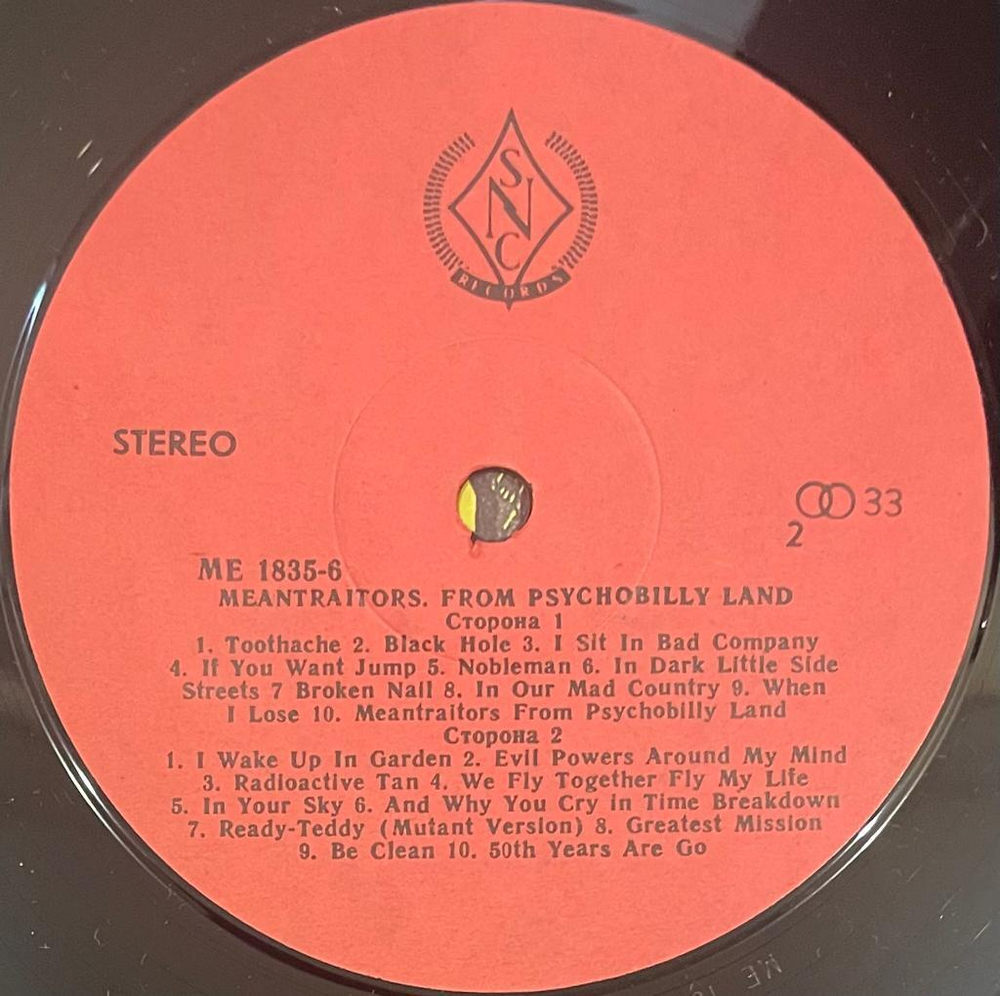 S
N
C
RECORDS
STEREO
33
2
ME 1835-6
MEANTRAITORS. FROM PSYCHOBILLY LAND
Сторона 1
1. Toothache 2. Black Hole 3. I Sit In Bad Company
4. If You Want Jump 5. Nobleman 6. In Dark Little Side
Streets 7 Broken Nail 8. In Our Mad Country 9. When
I Lose 10. Meantraitors From Psychobilly Land
Сторона 2
1. I Wake Up In Garden 2. Evil Powers Around My Mind
3. Radioactive Tan 4. We Fly Together Fly My Life
5. In Your Sky 6. And Why You Cry in Time Breakdown
7. Ready-Teddy (Mutant Version) 8. Greatest Mission
9. Be Clean 10. 50th Years Are Go